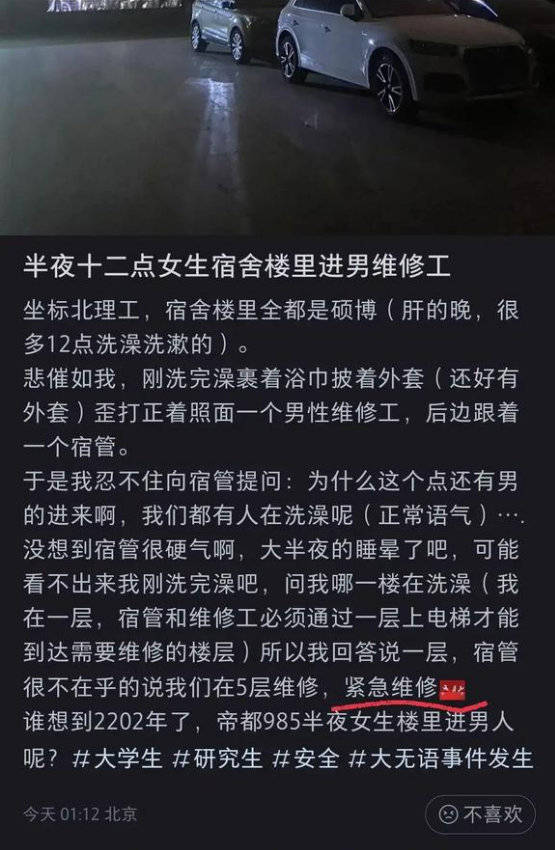 半夜十二点女生宿舍楼里进男维修工
坐标北理工，宿舍楼里全都是硕博（肝的晚，很
多12点洗澡洗漱的）。
悲催如我，刚洗完澡裹着浴巾披着外套（还好有
外套）歪打正着照面一个男性维修工，后边跟着
一个宿管。
于是我忍不住向宿管提问：为什么这个点还有男
的进来啊，我们都有人在洗澡呢（正常语气）….
没想到宿管很硬气啊，大半夜的睡晕了吧，可能
看不出来我刚洗完澡吧，问我哪一楼在洗澡（我
在一层，宿管和维修工必须通过一层上电梯才能
到达需要维修的楼层）所以我回答说一层，宿管
很不在乎的说我们在5层维修，紧急维修
谁想到2202年了，帝都985半夜女生楼里进男人
呢？#大学生 #研究生 #安全 #大无语事件发生
今天 01:12 北京
不喜欢